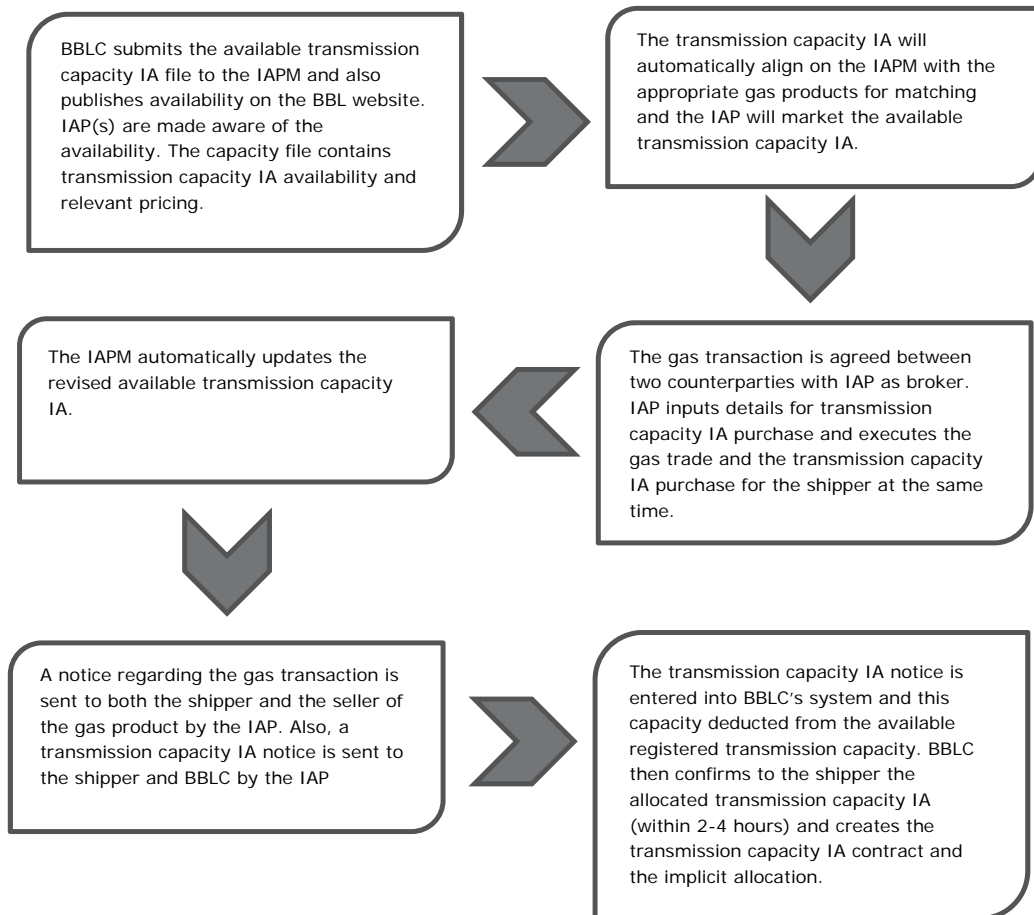 BBLC submits the available transmission
capacity IA file to the IAPM and also
publishes availability on the BBL website.
IAP(s) are made aware of the
availability. The capacity file contains
transmission capacity IA availability and
relevant pricing.
The transmission capacity IA will
automatically align on the IAPM with the
appropriate gas products for matching
and the IAP will market the available
transmission capacity IA.
The gas transaction is agreed between
two counterparties with IAP as broker.
IAP inputs details for transmission
capacity IA purchase and executes the
gas trade and the transmission capacity
IA purchase for the shipper at the same
time.
The IAPM automatically updates the
revised available transmission capacity
IA.
A notice regarding the gas transaction is
sent to both the shipper and the seller of
the gas product by the IAP. Also, a
transmission capacity IA notice is sent to
the shipper and BBLC by the IAP
The transmission capacity IA notice is
entered into BBLC's system and this
capacity deducted from the available
registered transmission capacity. BBLC
then confirms to the shipper the
allocated transmission capacity IA
(within 2-4 hours) and creates the
transmission capacity IA contract and
the implicit allocation.